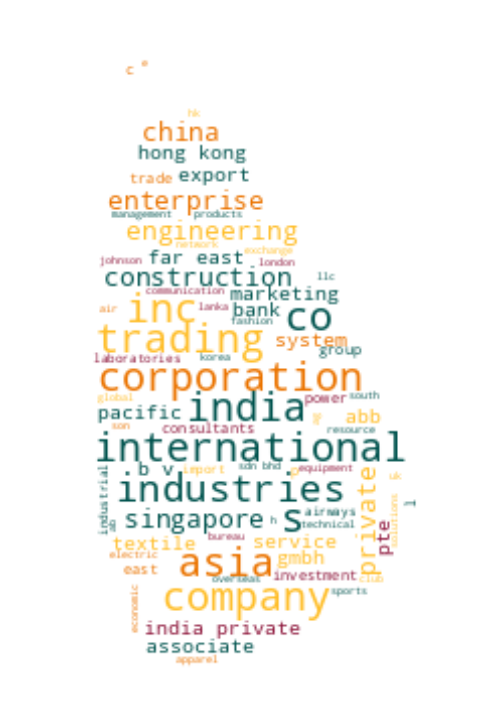 c e
hk
china
hong kong
trade export
enterprise
management products
engineering
network
exchange
far east
johnson london
construction llc
communication marketing
inc
air lanka bank co
fashion
trading system
group
laboratories korea
corporation
global power south
pacific india abb
son consultants resource
international
b v import sdn bhd p equipment
industrial industries private uk
singapore h s airways l
ab technical solutions
bureau pte
textile service
electric asia gmbh
east overseas investment club
economic company sports
india private
associate
apparel